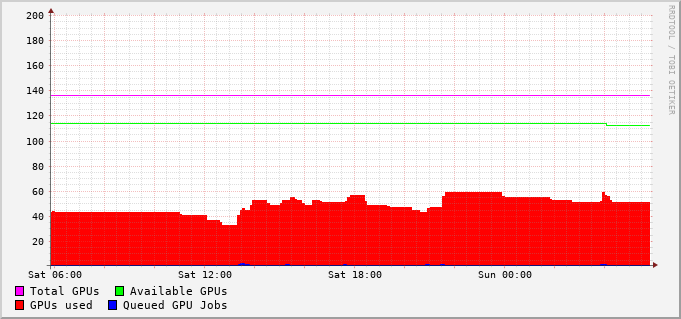 200
180
160
140
120
100
80
60
40
20
Sat 06:00 Sat 12:00 Sat 18:00 Sun 00:00
Total GPUs Available GPUs
GPUs used Queued GPU Jobs
RRDTOOL / TOBI OETIKER